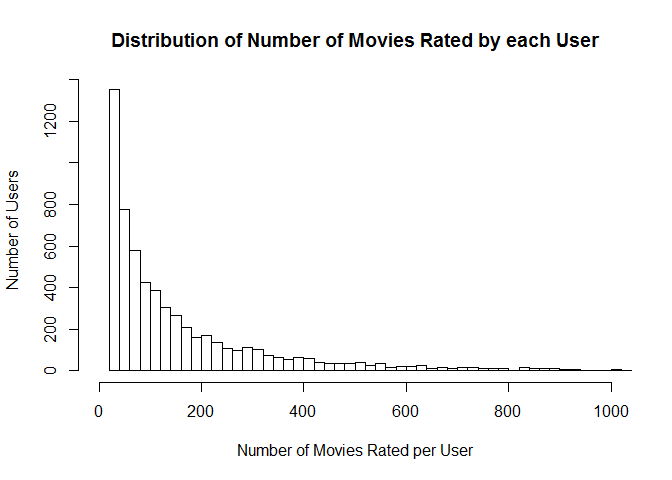 Distribution of Number of Movies Rated by each User
Number of Users
1200
800
600
400
200
0
0 200 400 600 800 1000
Number of Movies Rated per User